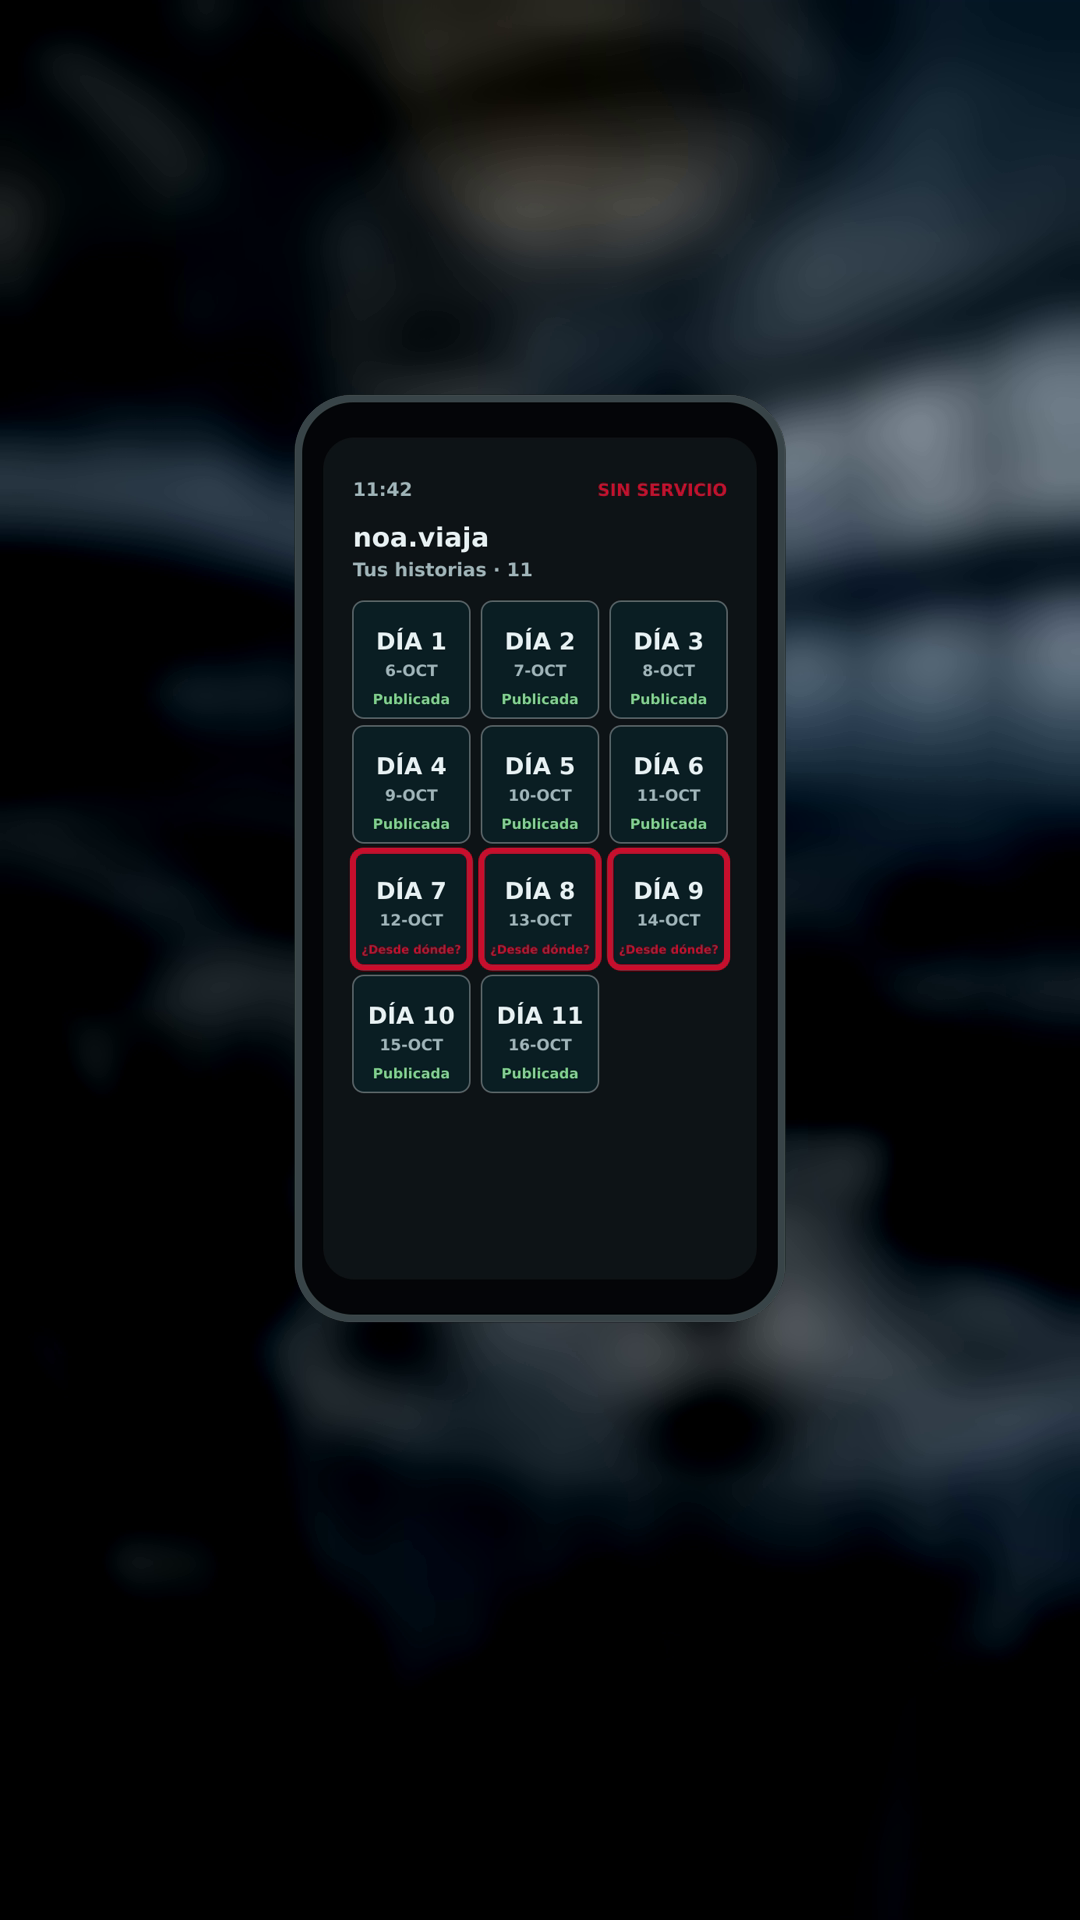 11:42 SIN SERVICIO
noa.viaja
Tus historias · 11
DÍA 1 DÍA 2 DÍA 3
6-OCT 7-OCT 8-OCT
Publicada Publicada Publicada
DÍA 4 DÍA 5 DÍA 6
9-OCT 10-OCT 11-OCT
Publicada Publicada Publicada
DÍA 7 DÍA 8 DÍA 9
12-OCT 13-OCT 14-OCT
¿Desde dónde? ¿Desde dónde? ¿Desde dónde?
DÍA 10 DÍA 11
15-OCT 16-OCT
Publicada Publicada